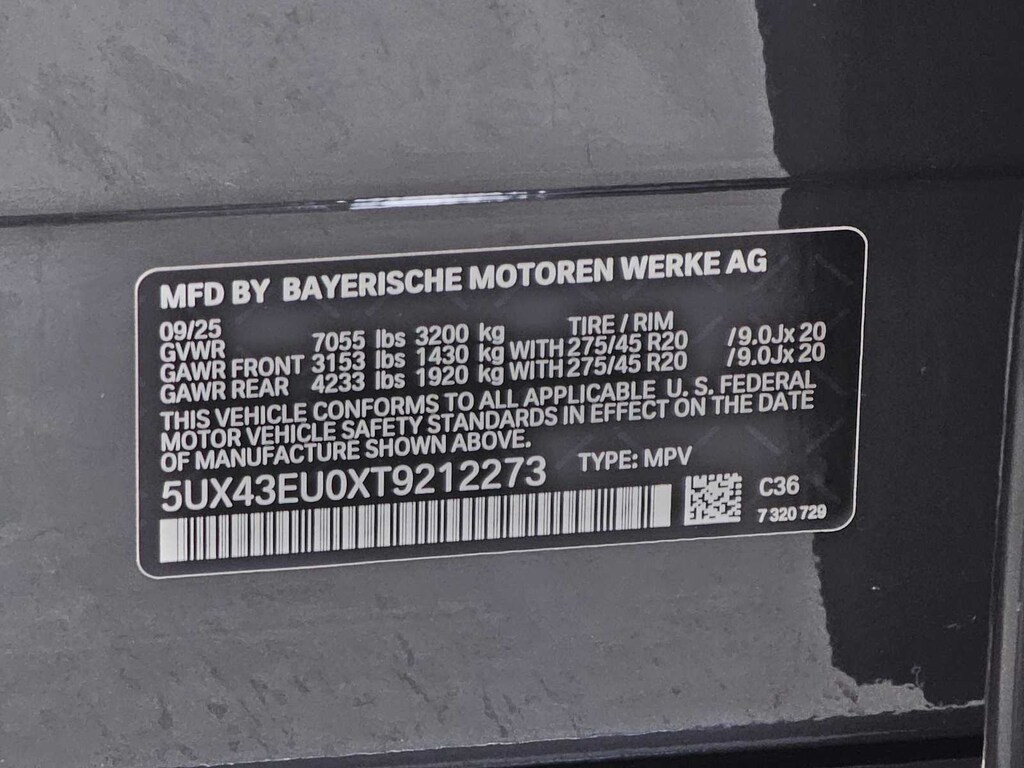 MFD BY BAYERISCHE MOTOREN WERKE AG
09/25 TIRE / RIM
GVWR 7055 lbs 3200 kg
GAWR FRONT 3153 lbs 1430 kg WITH 275/45 R20 /9.0Jx 20
GAWR REAR 4233 lbs 1920 kg WITH 275/45 R20 /9.0Jx 20
THIS VEHICLE CONFORMS TO ALL APPLICABLE U. S. FEDERAL
MOTOR VEHICLE SAFETY STANDARDS IN EFFECT ON THE DATE
OF MANUFACTURE SHOWN ABOVE.
5UX43EU0XT9212273 TYPE: MPV
C36
7 320 729